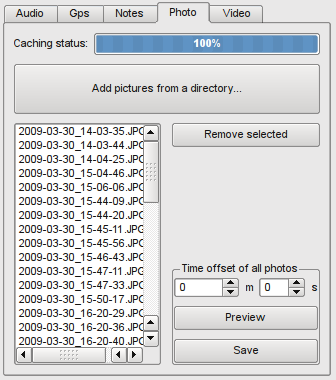 Audio Gps Notes Photo Video
Caching status: 100%
Add pictures from a directory...
Remove selected
2009-03-30_14-03-35.JPG
2009-03-30_14-03-44.JPG
2009-03-30_14-04-25.JPG
2009-03-30_15-04-46.JPG
2009-03-30_15-06-06.JPG
2009-03-30_15-44-09.JPG
2009-03-30_15-44-20.JPG
2009-03-30_15-45-11.JPG
2009-03-30_15-45-56.JPG
2009-03-30_15-46-43.JPG
2009-03-30_15-47-11.JPG
2009-03-30_15-47-33.JPG
2009-03-30_15-50-17.JPG
2009-03-30_16-20-29.JPG
2009-03-30_16-20-36.JPG
2009-03-30_16-20-40.JPG
Time offset of all photos
0 m 0 s
Preview
Save